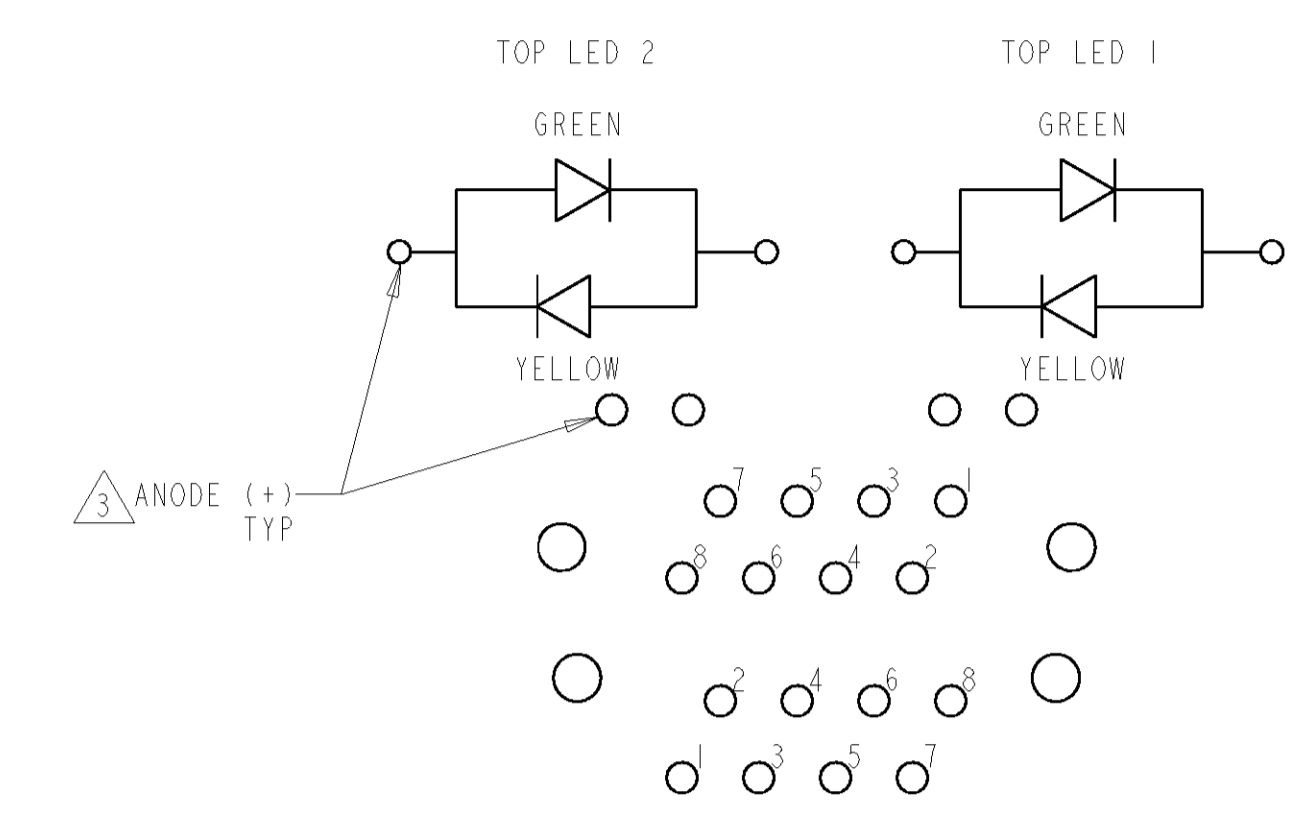 TOP LED 2
TOP LED 1
GREEN
GREEN
YELLOW
YELLOW
3
ANODE (+)
TYP
7 5 3 1
8 6 4 2
2 4 6 8
1 3 5 7